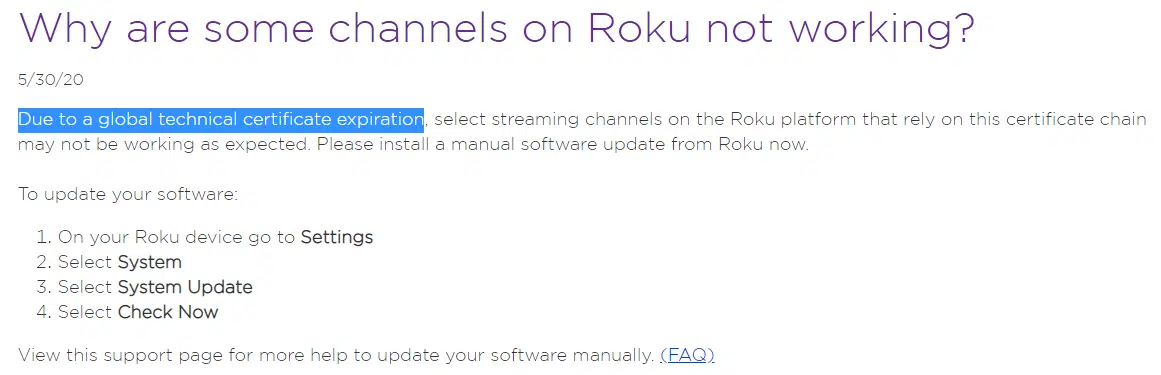 Why are some channels on Roku not working?
5/30/20
Due to a global technical certificate expiration, select streaming channels on the Roku platform that rely on this certificate chain
may not be working as expected. Please install a manual software update from Roku now.
To update your software:
1. On your Roku device go to Settings
2. Select System
3. Select System Update
4. Select Check Now
View this support page for more help to update your software manually. (FAQ)